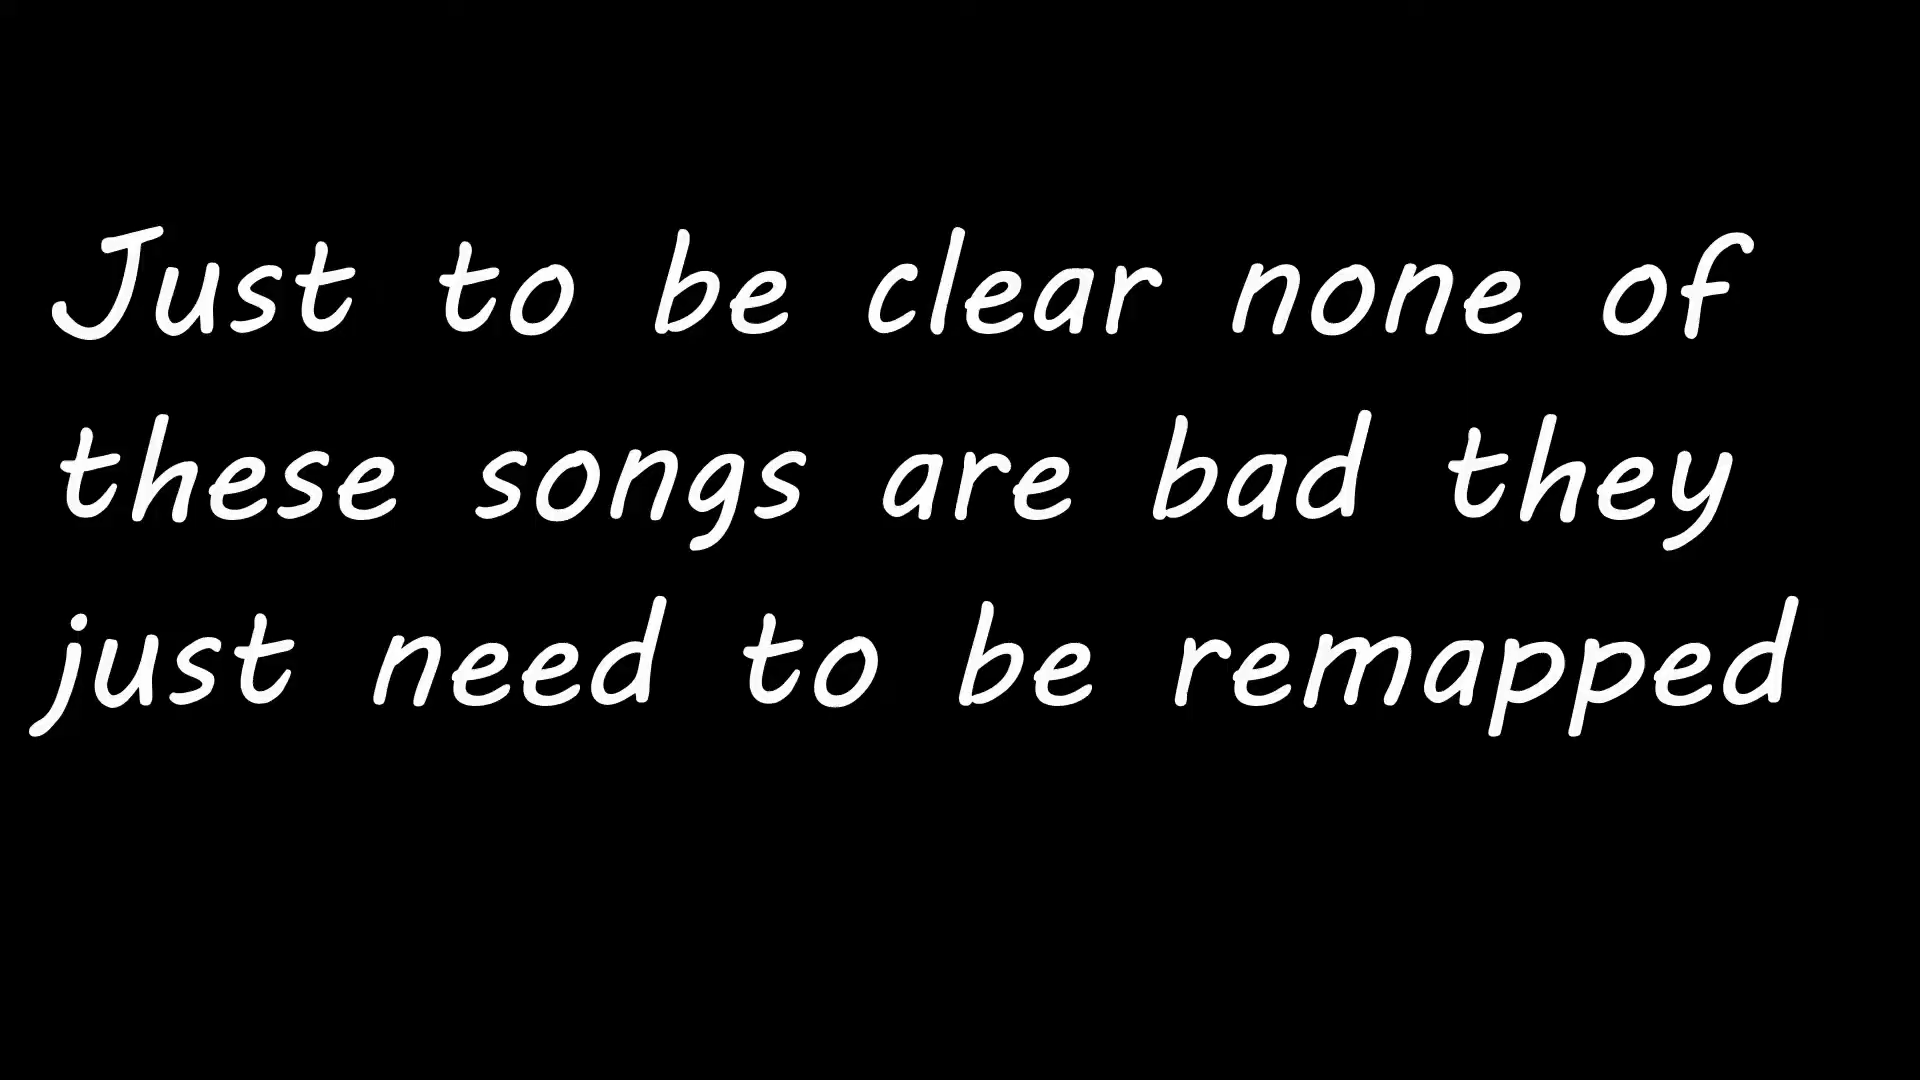 Just to be clear none of
these songs are bad they
just need to be remapped